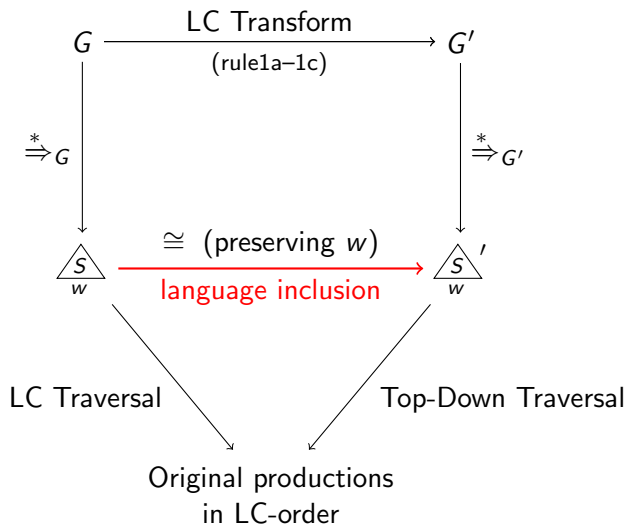 LC Transform
G G′
(rule1a–1c)
*⇒G *⇒G′
≅ (preserving w)
S S ′
w w
language inclusion
LC Traversal Top-Down Traversal
Original productions
in LC-order